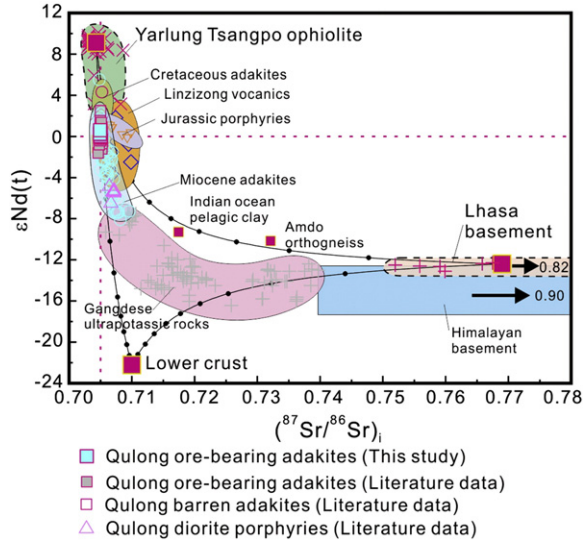 12
Yarlung Tsangpo ophiolite
8
Cretaceous adakites
Linzizong vocanics
4
Jurassic porphyries
0
Miocene adakites
-4
Indian ocean
pelagic clay
Amdo
orthogneiss
Lhasa
basement
-8
εNd(t)
-12
0.82
-16
Gangdese
ultrapotassic rocks
0.90
Himalayan
basement
-20
Lower crust
-24
0.70 0.71 0.72 0.73 0.74 0.75 0.76 0.77 0.78
(⁸⁷Sr/⁸⁶Sr)ᵢ
Qulong ore-bearing adakites (This study)
Qulong ore-bearing adakites (Literature data)
Qulong barren adakites (Literature data)
Qulong diorite porphyries (Literature data)